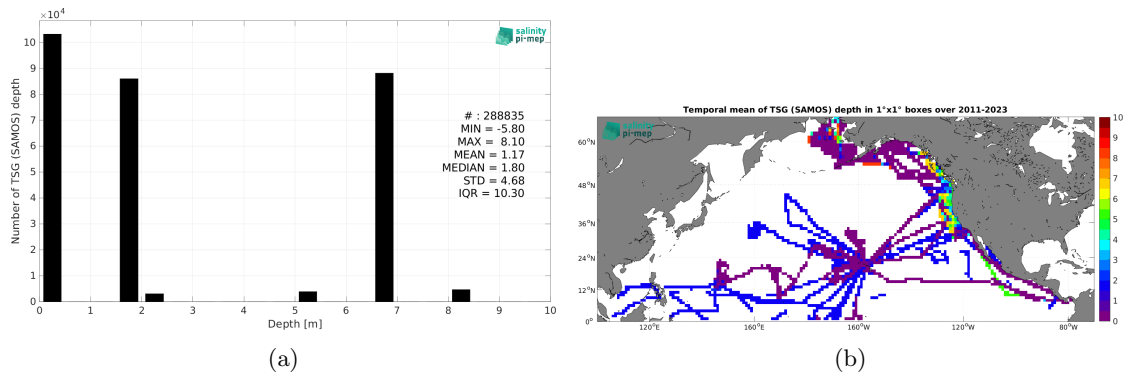 ×10⁴
10
9
8
7
6
5
4
3
2
1
0
Number of TSG (SAMOS) depth
salinity
pi-mep
# : 288835
MIN = -5.80
MAX = 8.10
MEAN = 1.17
MEDIAN = 1.80
STD = 4.68
IQR = 10.30
0 1 2 3 4 5 6 7 8 9 10
Depth [m]
(a)
Temporal mean of TSG (SAMOS) depth in 1°x1° boxes over 2011-2023
salinity
pi-mep
60°N
48°N
36°N
24°N
12°N
0°
120°E 160°E 160°W 120°W 80°W
10
9
8
7
6
5
4
3
2
1
0
(b)